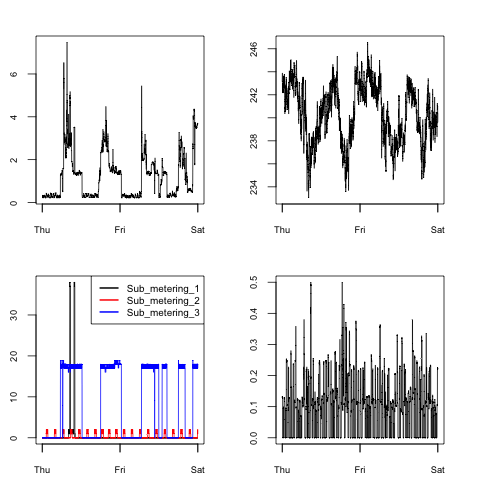 6
4
2
0
Thu Fri Sat
246
242
238
234
Thu Fri Sat
30
20
10
0
Sub_metering_1
Sub_metering_2
Sub_metering_3
Thu Fri Sat
0.5
0.4
0.3
0.2
0.1
0.0
Thu Fri Sat